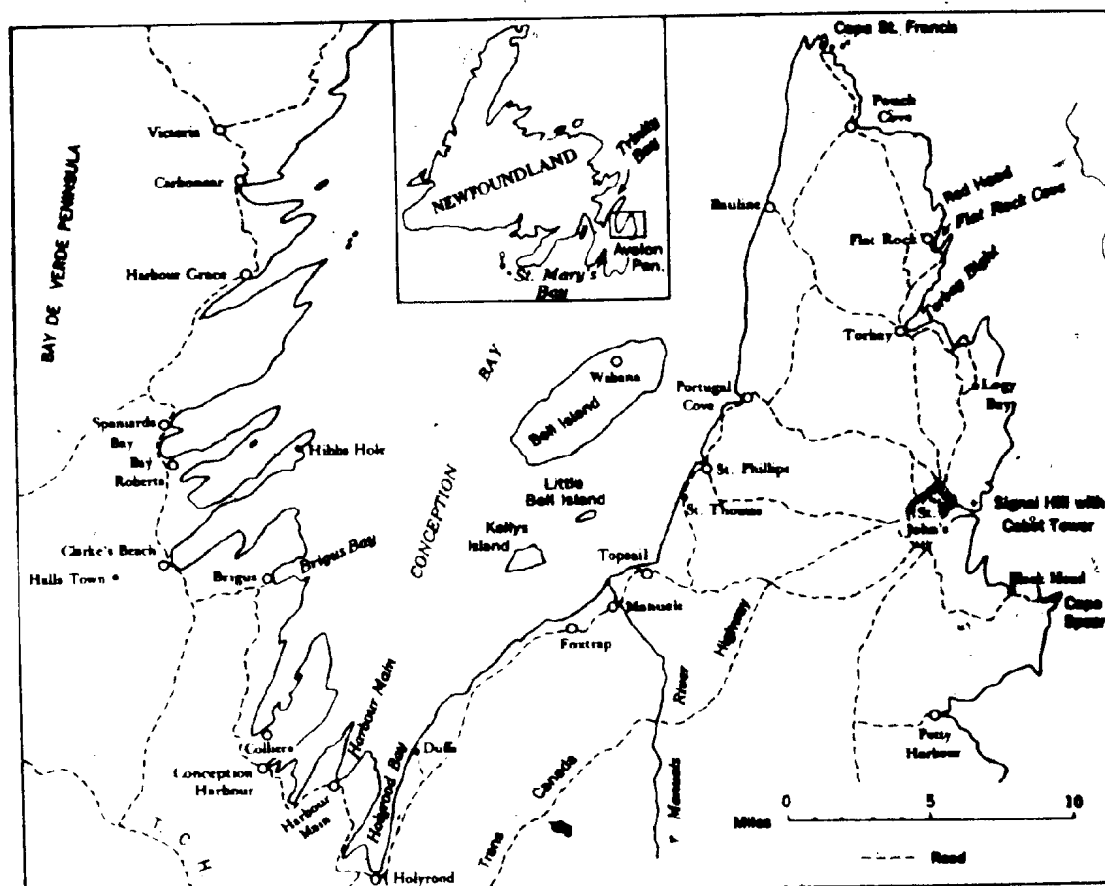 Cape St. Francis
Pouch
Cove
Victoria
NEWFOUNDLAND
Trinity
Bay
Carbonear
BAY DE VERDE PENINSULA
Bauline
Red Head
Flat Rock Cove
Flat Rock
Avalon
Pen.
St. Mary's
Bay
Harbour Grace
Torbay Bight
Torbay
BAY
Wabana
Bell Island
Portugal
Cove
Logy
Bay
Spaniards
Bay
Bay
Roberts
Hibbs Hole
St. Phillips
Little
Bell Island
St. Thomas
St.
John's
Signal Hill with
Cabot Tower
CONCEPTION
Kellys
Island
Clarke's Beach
Halls Town
Brigus
Brigus Bay
Topsail
Black Head
Cape
Spear
Manuels
Foxtrap
Highway
River
Harbour Main
Colliers
Duffs
Petty
Harbour
Conception
Harbour
Holyrood Bay
Canada
Harbour
Main
Trans
Manuels
0 5 10
Miles
T C H
Road
Holyrood